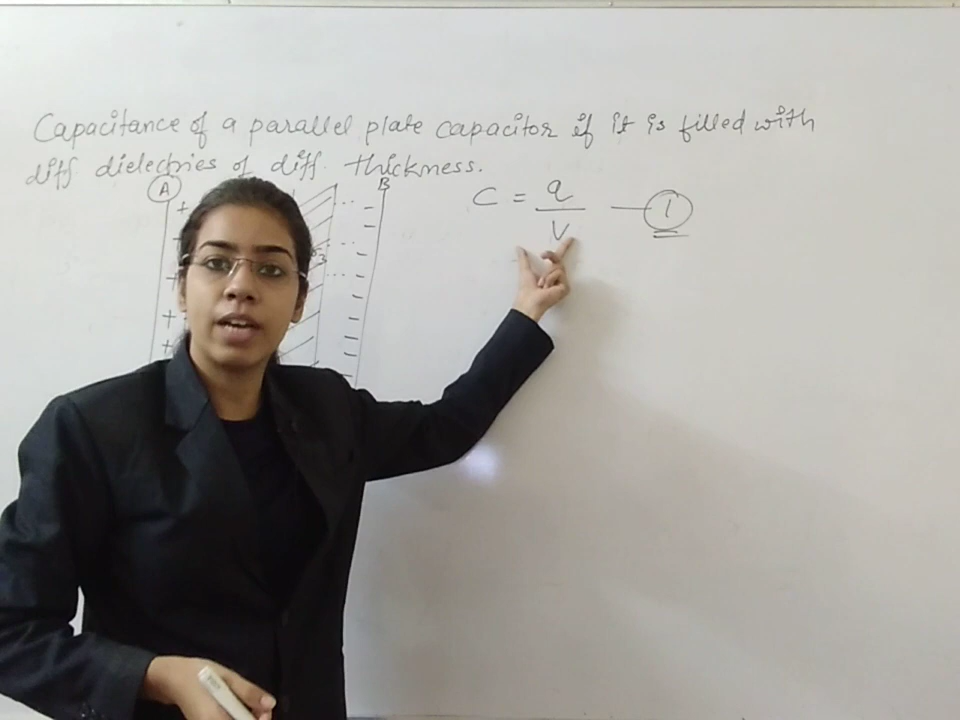 Capacitance of a parallel plate capacitor if it is filled with
diff dielectries of diff thickness.
A
B
C = q/V — 1